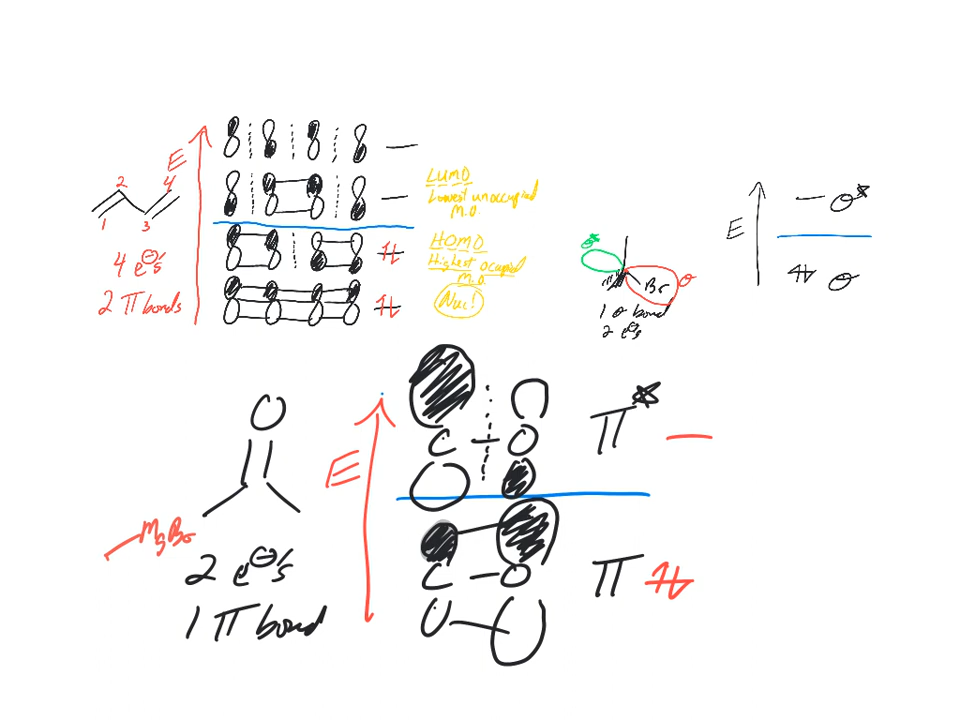 E
2 4
1 3
4 e⊖'s
2 π bonds
LUMO
Lowest unoccupied
M.O.
HOMO
Highest occupied
M.O.
Nuc!
σ*
Br σ
1 σ bond
2 e⊖s
E
σ*
σ
O
MgBr
2 e⊖'s
1 π bond
E
C O
π*
C O
π